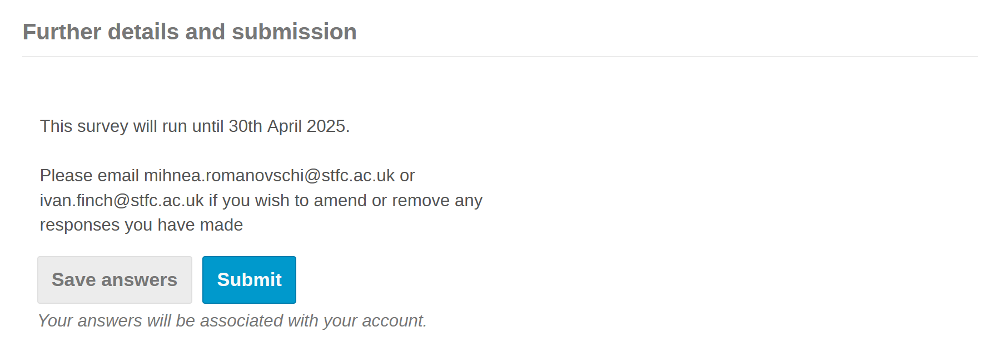 Further details and submission
This survey will run until 30th April 2025.
Please email mihnea.romanovschi@stfc.ac.uk or
ivan.finch@stfc.ac.uk if you wish to amend or remove any
responses you have made
Save answers Submit
Your answers will be associated with your account.